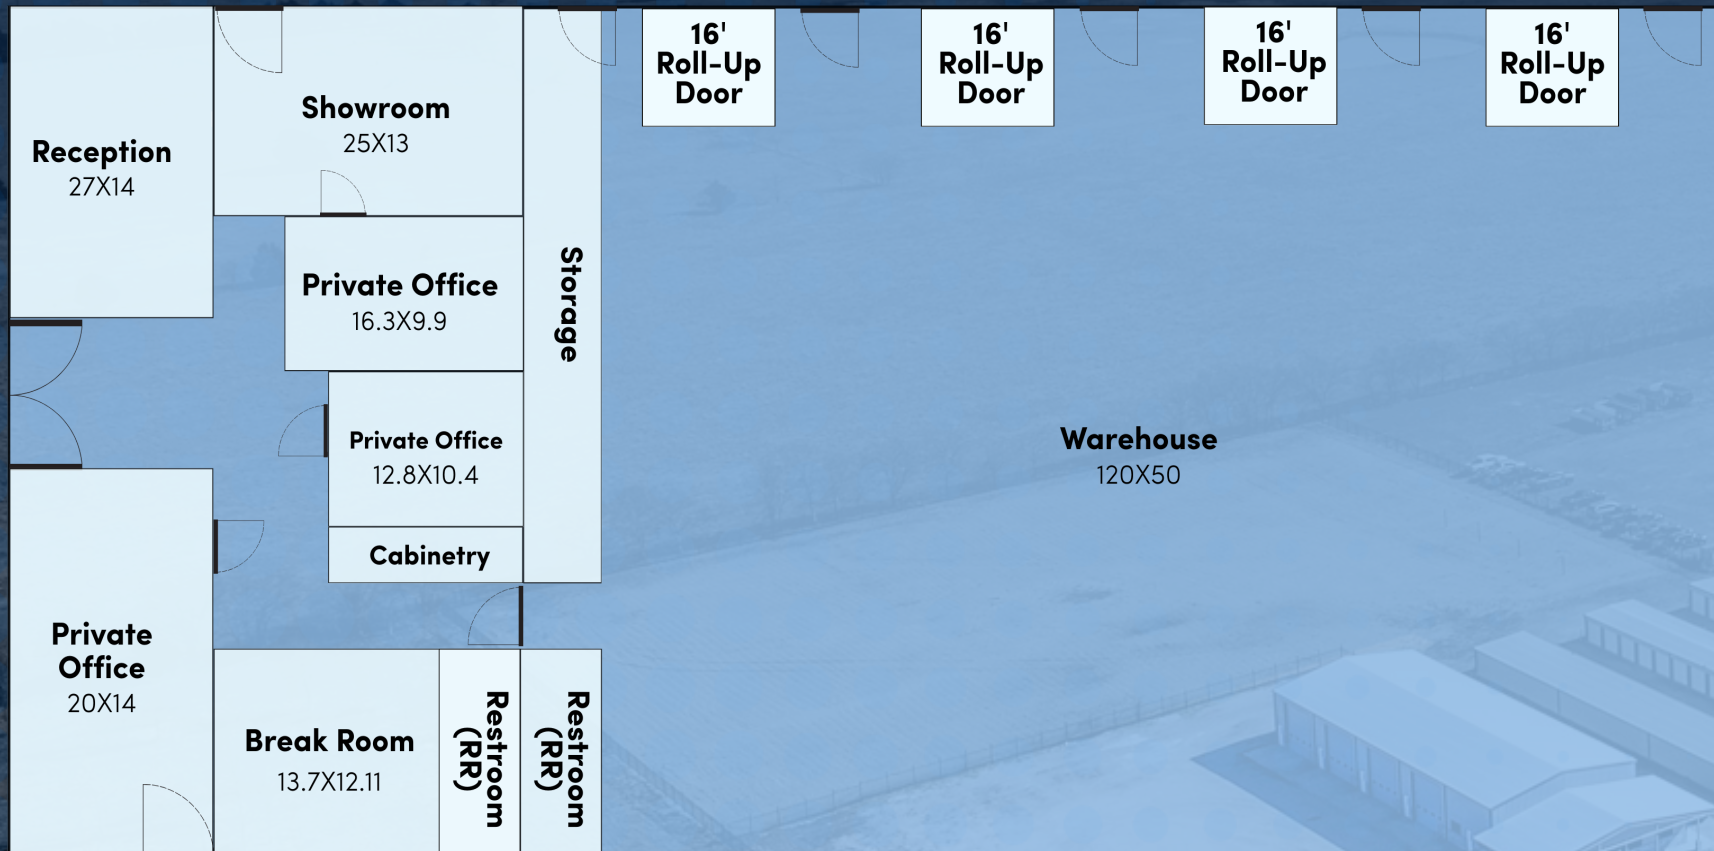 Reception
27X14
Showroom
25X13
Private Office
16.3X9.9
Private Office
12.8X10.4
Cabinetry
Storage
16'
Roll-Up
Door
16'
Roll-Up
Door
16'
Roll-Up
Door
16'
Roll-Up
Door
Warehouse
120X50
Private
Office
20X14
Break Room
13.7X12.11
Restroom
(RR)
Restroom
(RR)